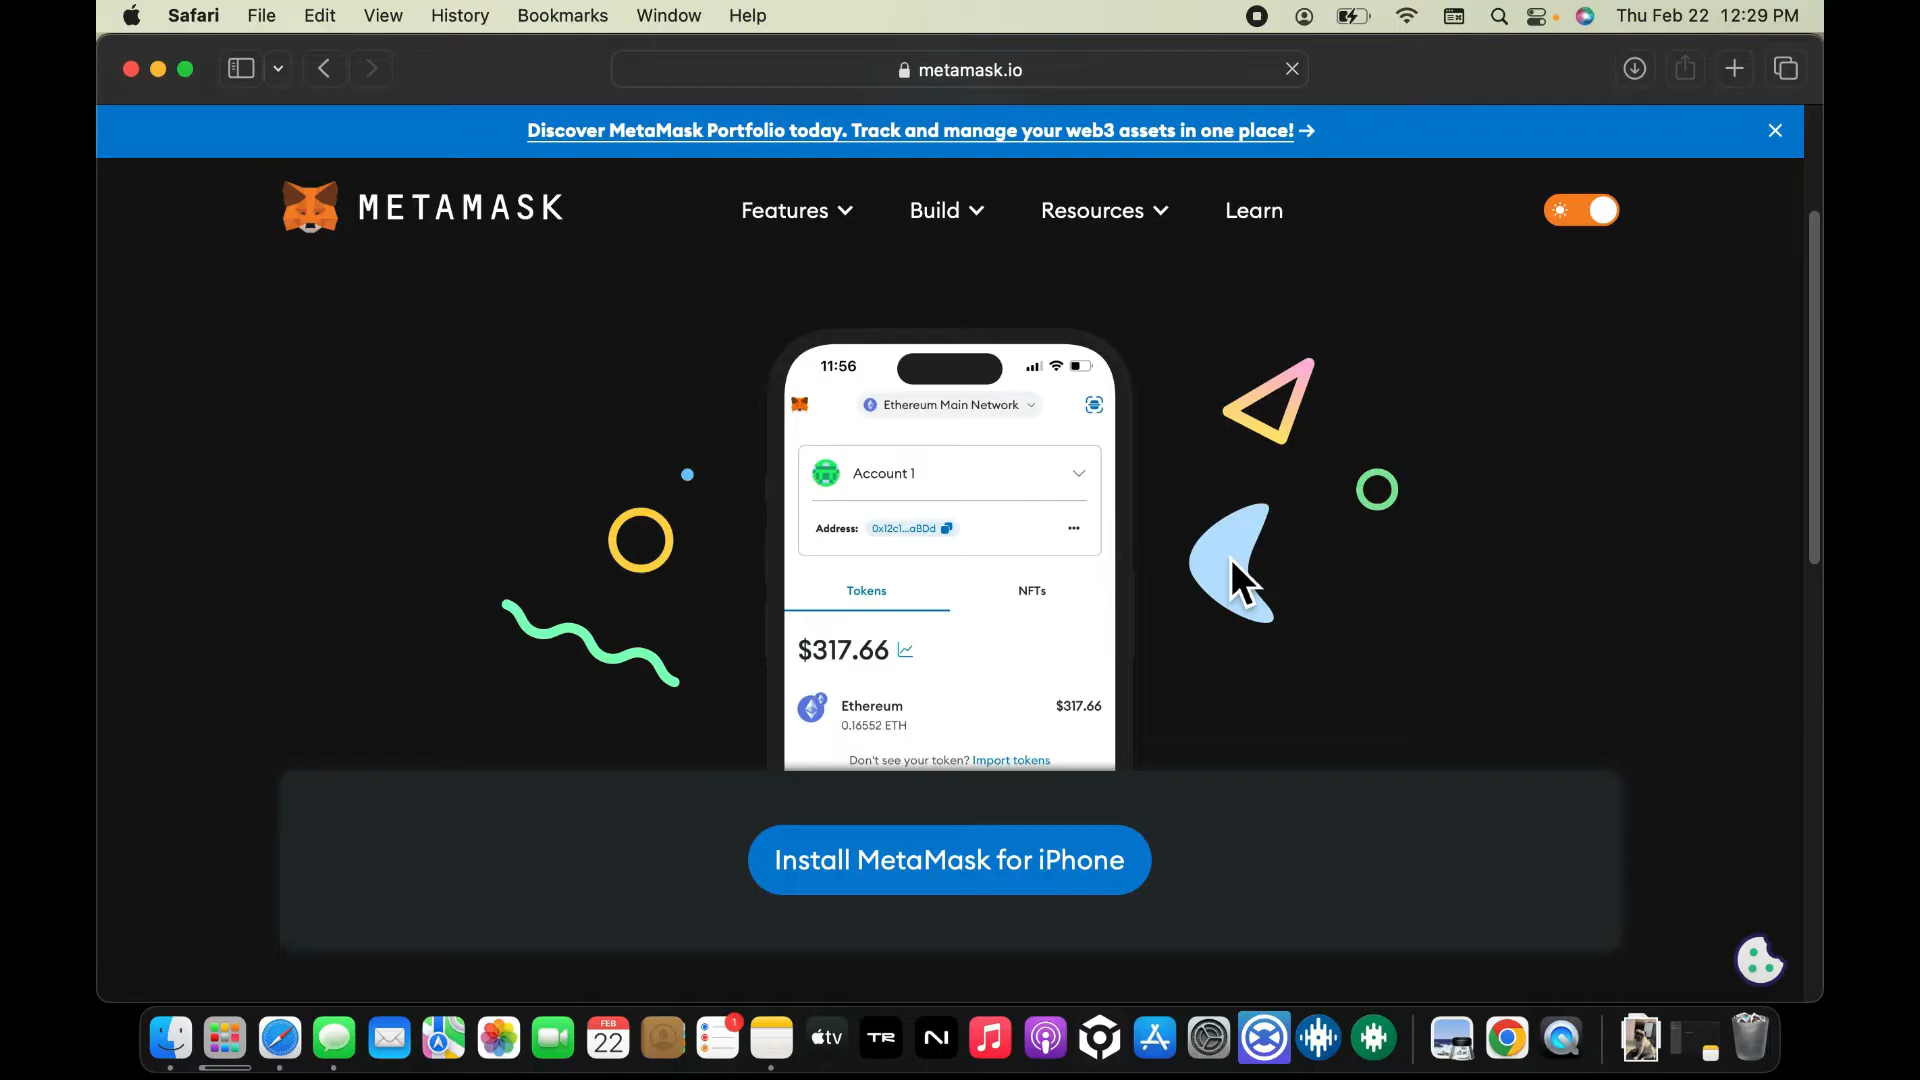 Safari File Edit View History Bookmarks Window Help Thu Feb 22 12:29 PM
metamask.io
Discover MetaMask Portfolio today. Track and manage your web3 assets in one place! →
METAMASK Features Build Resources Learn
11:56
Ethereum Main Network
Account 1
Address: 0x12c1...aBDd
Tokens NFTs
$317.66
Ethereum $317.66
0.16552 ETH
Don't see your token? Import tokens
Install MetaMask for iPhone
FEB
22
1
tv
TR
N